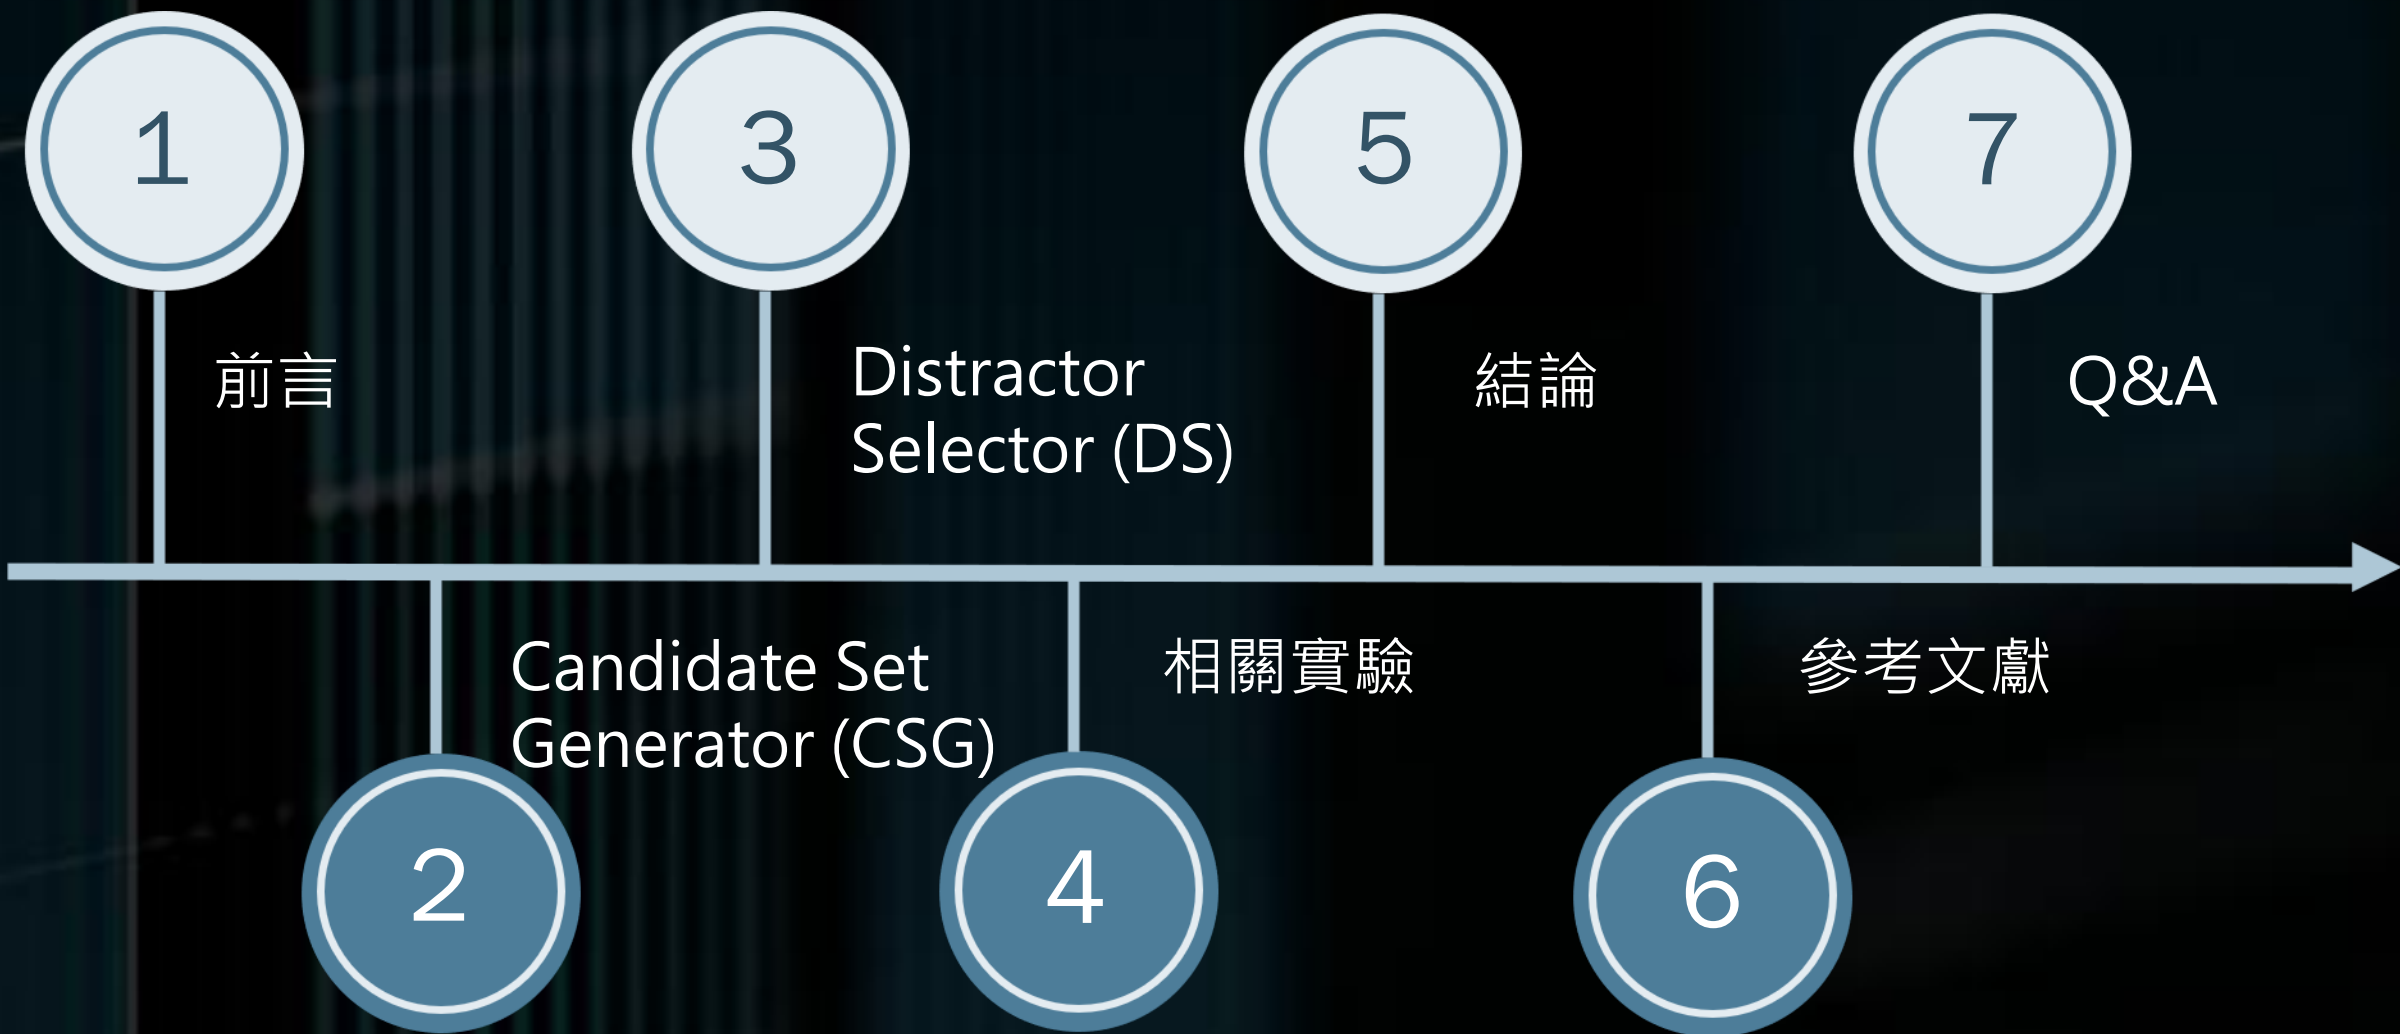 1
前言
2
Candidate Set
Generator (CSG)
3
Distractor
Selector (DS)
4
相關實驗
5
結論
6
參考文獻
7
Q&A